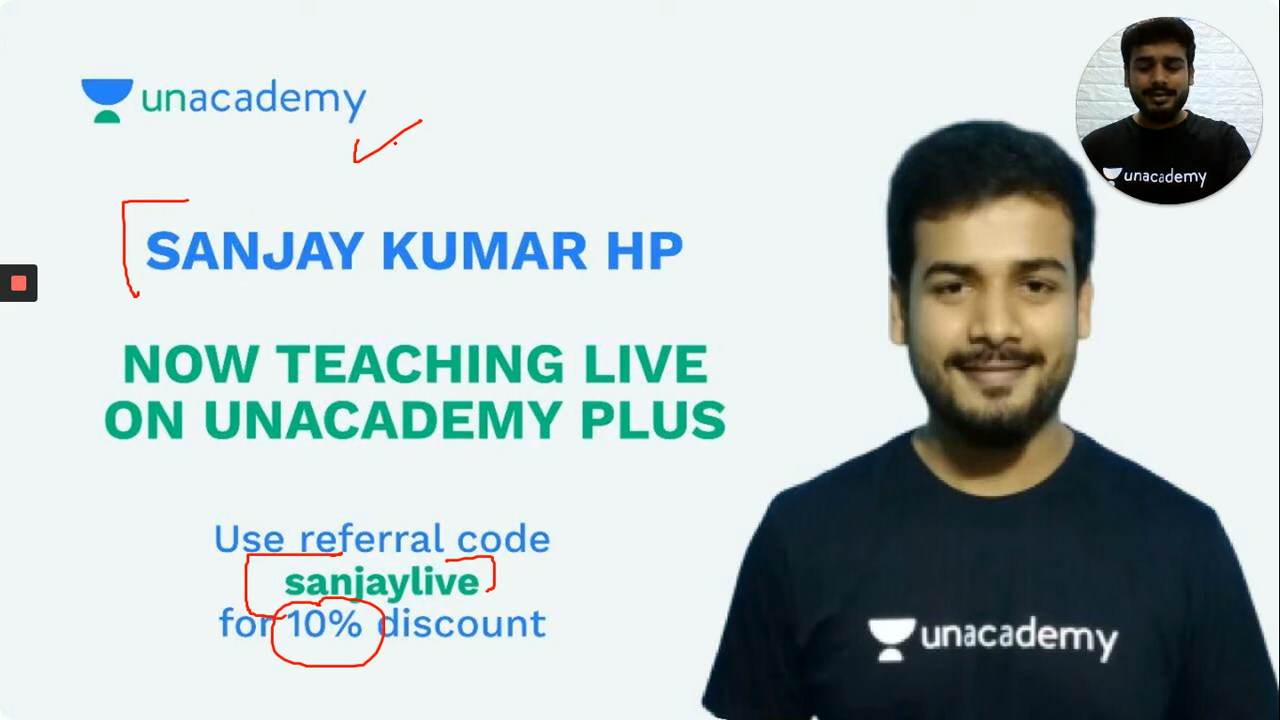 unacademy
unacademy
SANJAY KUMAR HP
NOW TEACHING LIVE
ON UNACADEMY PLUS
Use referral code
sanjaylive
for 10% discount
unacademy